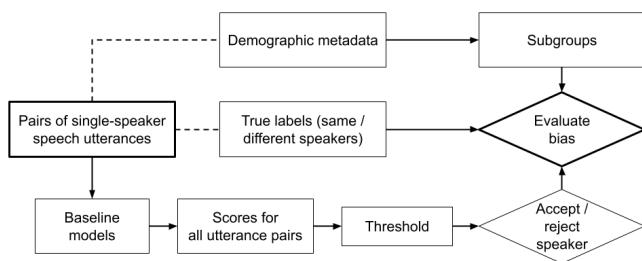 Demographic metadata
Subgroups
Pairs of single-speaker
speech utterances
True labels (same /
different speakers)
Evaluate
bias
Baseline
models
Scores for
all utterance pairs
Threshold
Accept /
reject
speaker